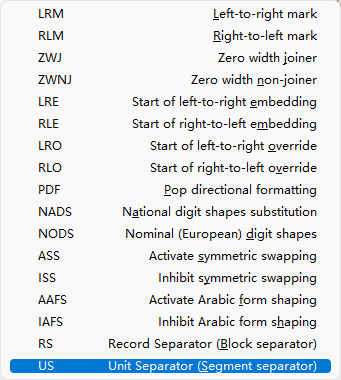 LRM Left-to-right mark
RLM Right-to-left mark
ZWJ Zero width joiner
ZWNJ Zero width non-joiner
LRE Start of left-to-right embedding
RLE Start of right-to-left embedding
LRO Start of left-to-right override
RLO Start of right-to-left override
PDF Pop directional formatting
NADS National digit shapes substitution
NODS Nominal (European) digit shapes
ASS Activate symmetric swapping
ISS Inhibit symmetric swapping
AAFS Activate Arabic form shaping
IAFS Inhibit Arabic form shaping
RS Record Separator (Block separator)
US Unit Separator (Segment separator)